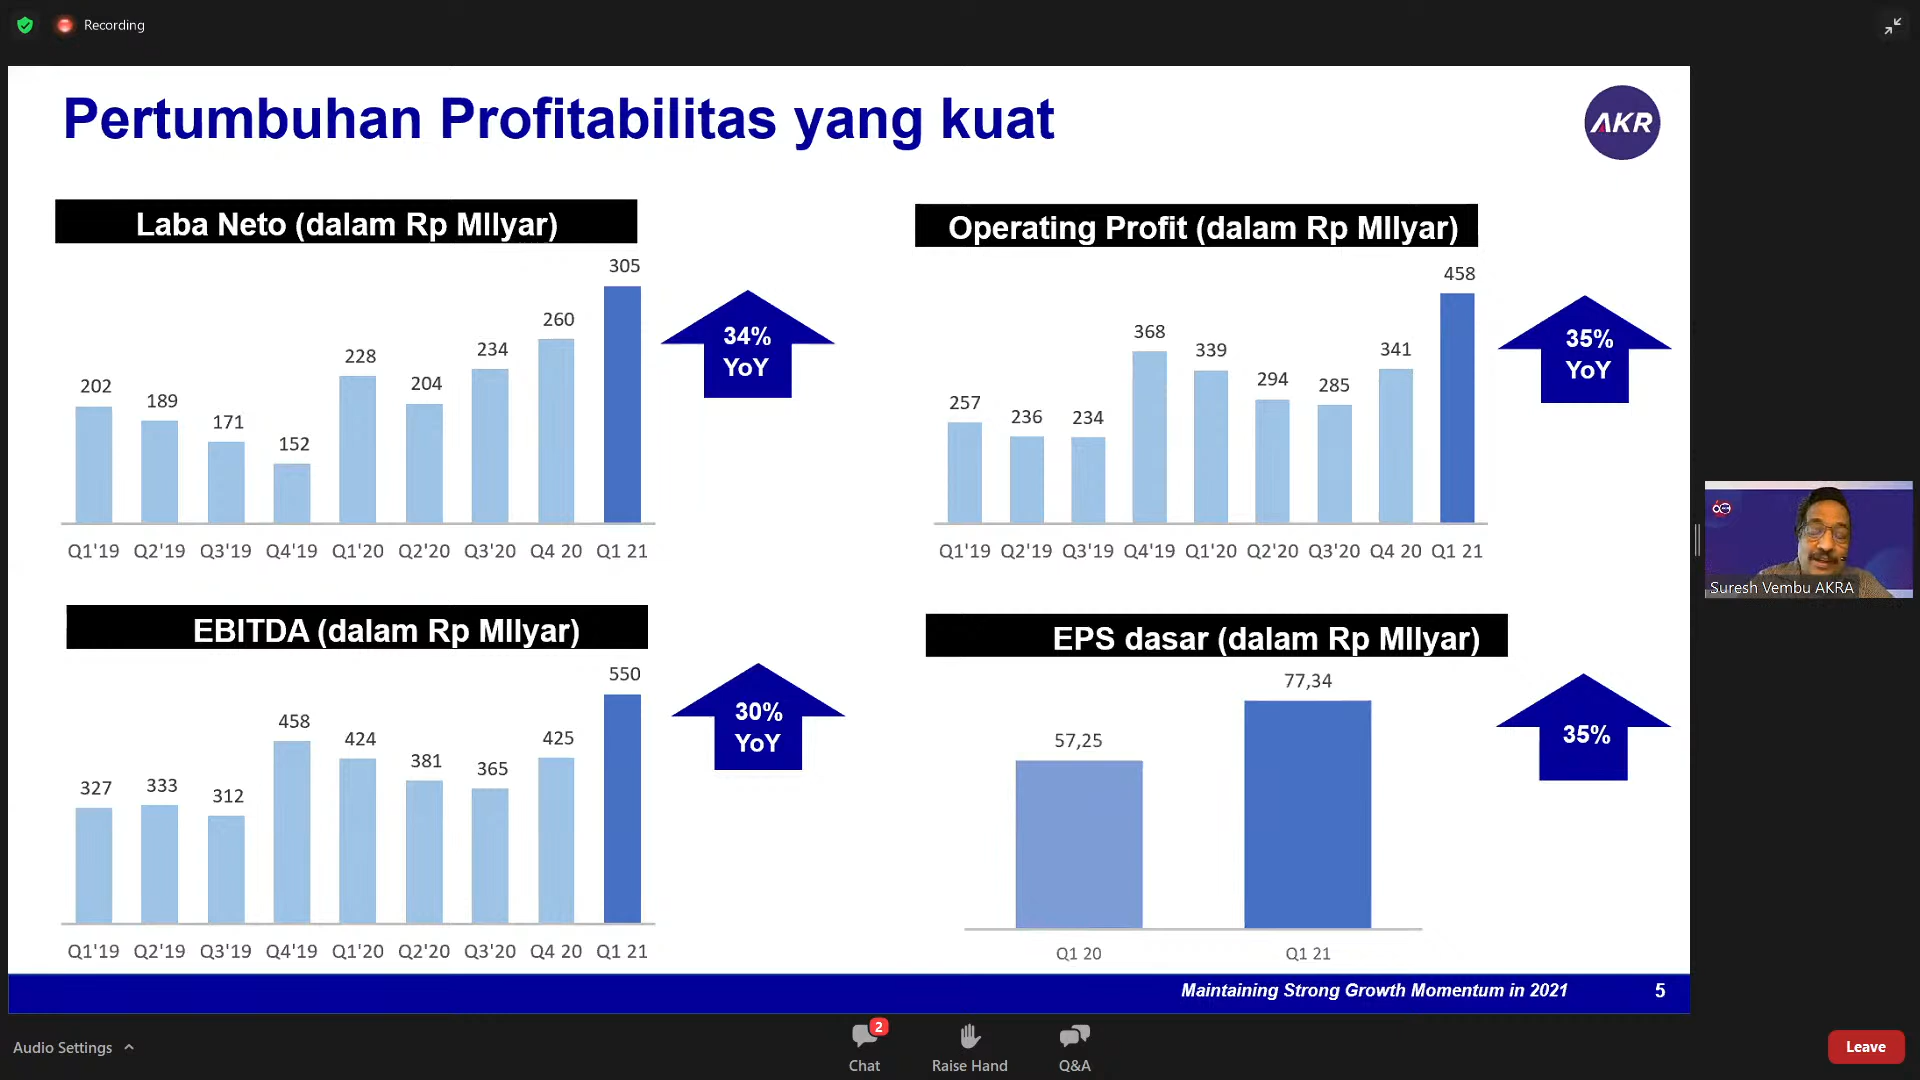 Recording
Pertumbuhan Profitabilitas yang kuat
AKR
Laba Neto (dalam Rp MIlyar)
305
260
234
228
204
202
189
171
152
Q1'19 Q2'19 Q3'19 Q4'19 Q1'20 Q2'20 Q3'20 Q4 20 Q1 21
34%
YoY
Operating Profit (dalam Rp MIlyar)
458
368
339
341
294
285
257
236
234
Q1'19 Q2'19 Q3'19 Q4'19 Q1'20 Q2'20 Q3'20 Q4 20 Q1 21
35%
YoY
EBITDA (dalam Rp MIlyar)
550
458
424
425
381
365
327
333
312
Q1'19 Q2'19 Q3'19 Q4'19 Q1'20 Q2'20 Q3'20 Q4 20 Q1 21
30%
YoY
EPS dasar (dalam Rp MIlyar)
77,34
57,25
Q1 20 Q1 21
35%
Suresh Vembu AKRA
Maintaining Strong Growth Momentum in 2021 5
Audio Settings
2
Chat
Raise Hand
Q&A
Leave